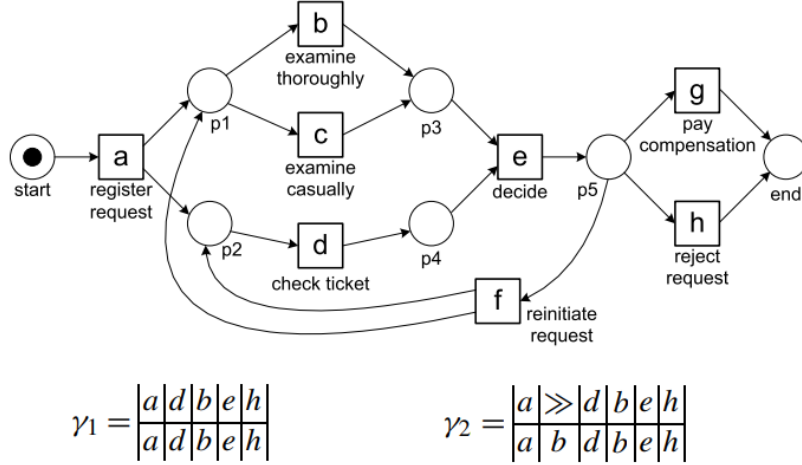 b
examine
thoroughly
g
pay
compensation
p1
c
examine
casually
p3
a
register
request
start
e
decide
p5
end
h
reject
request
p2
d
check ticket
p4
f
reinitiate
request
γ1 = |a|d|b|e|h|
|a|d|b|e|h|
γ2 = |a|≫|d|b|e|h|
|a|b|d|b|e|h|